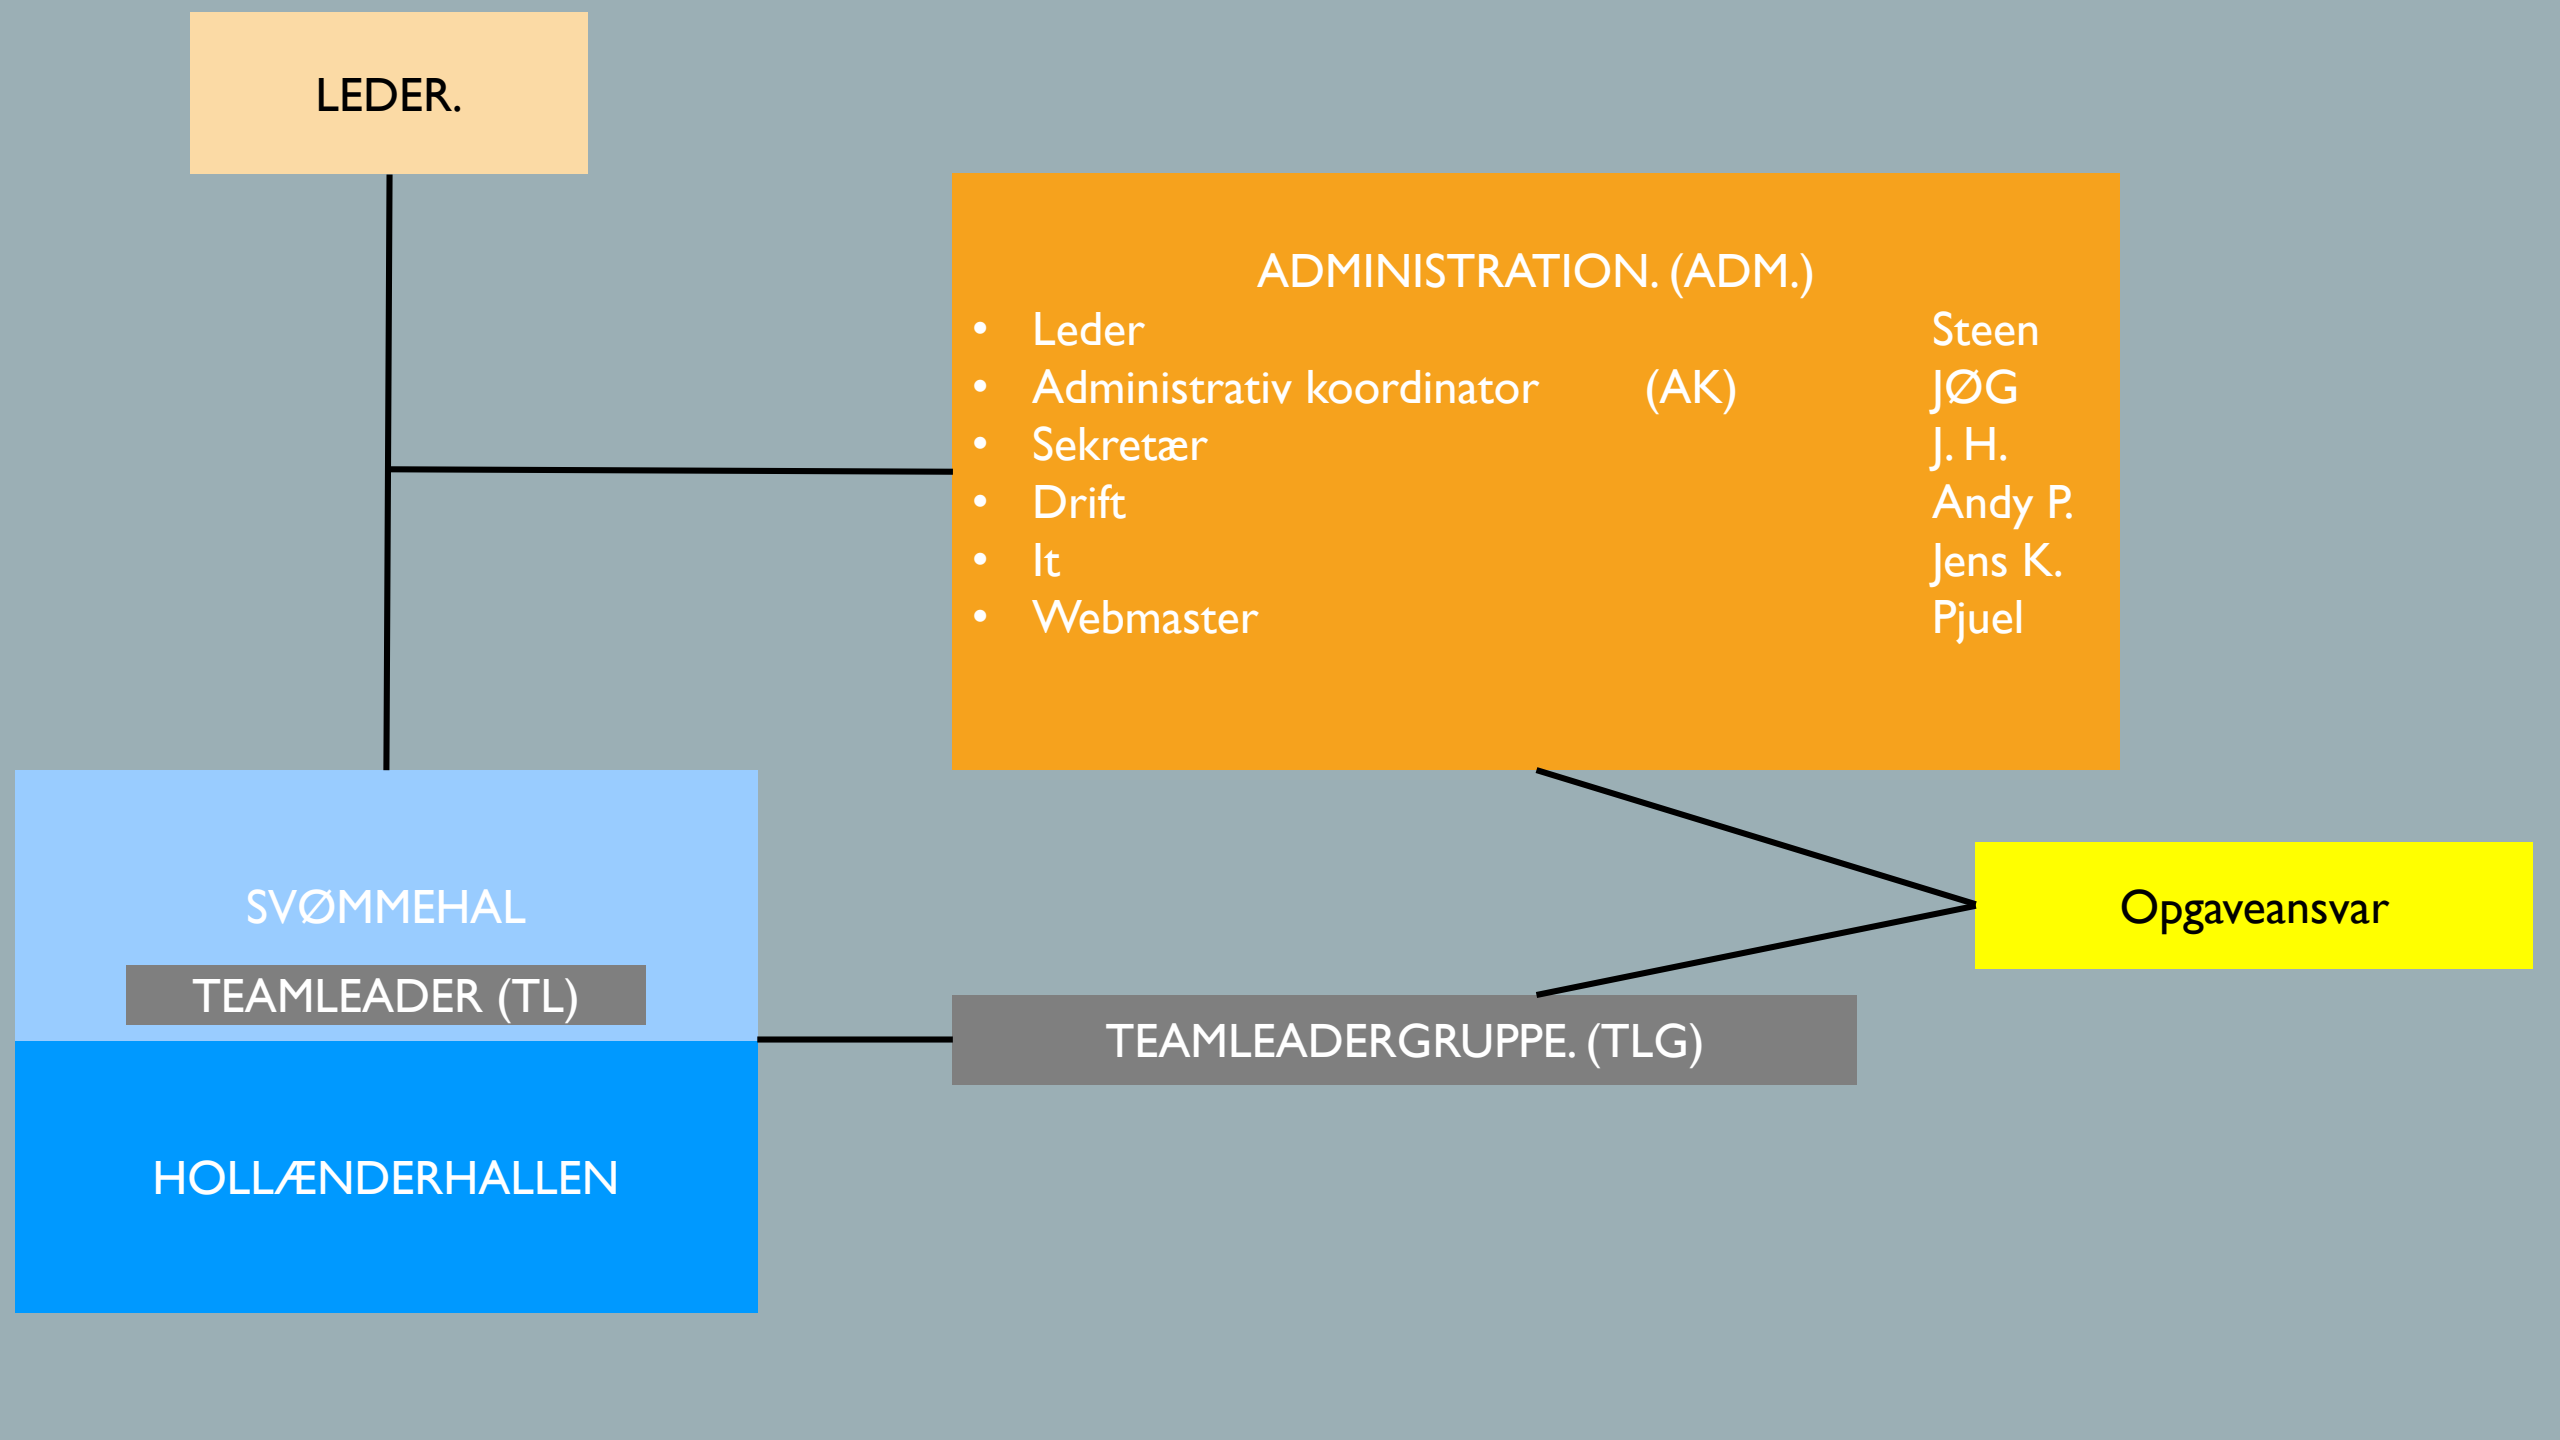 LEDER.
ADMINISTRATION. (ADM.)
• Leder Steen
• Administrativ koordinator (AK) JØG
• Sekretær J. H.
• Drift Andy P.
• It Jens K.
• Webmaster Pjuel
SVØMMEHAL
TEAMLEADER (TL)
HOLLÆNDERHALLEN
TEAMLEADERGRUPPE. (TLG)
Opgaveansvar